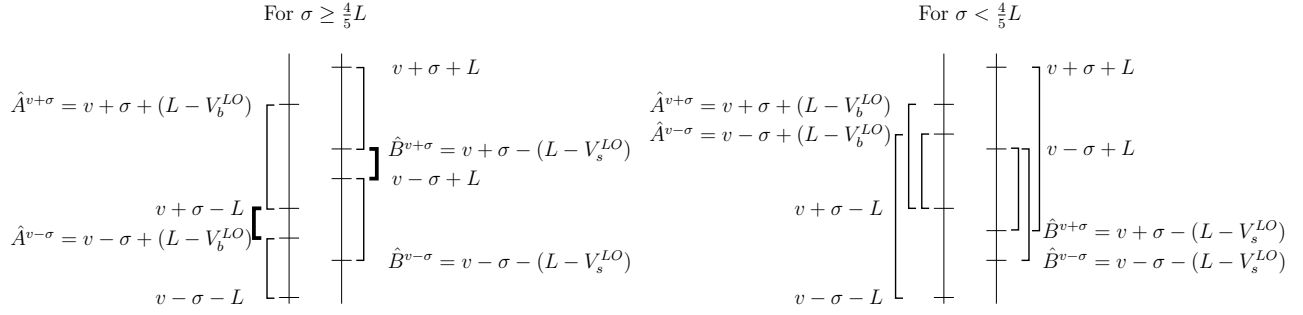 For σ ≥ 4/5 L
v + σ + L
Â^{v+σ} = v + σ + (L − V_b^{LO})
B̂^{v+σ} = v + σ − (L − V_s^{LO})
v − σ + L
v + σ − L
Â^{v−σ} = v − σ + (L − V_b^{LO})
B̂^{v−σ} = v − σ − (L − V_s^{LO})
v − σ − L
For σ < 4/5 L
v + σ + L
Â^{v+σ} = v + σ + (L − V_b^{LO})
Â^{v−σ} = v − σ + (L − V_b^{LO})
v − σ + L
v + σ − L
B̂^{v+σ} = v + σ − (L − V_s^{LO})
B̂^{v−σ} = v − σ − (L − V_s^{LO})
v − σ − L